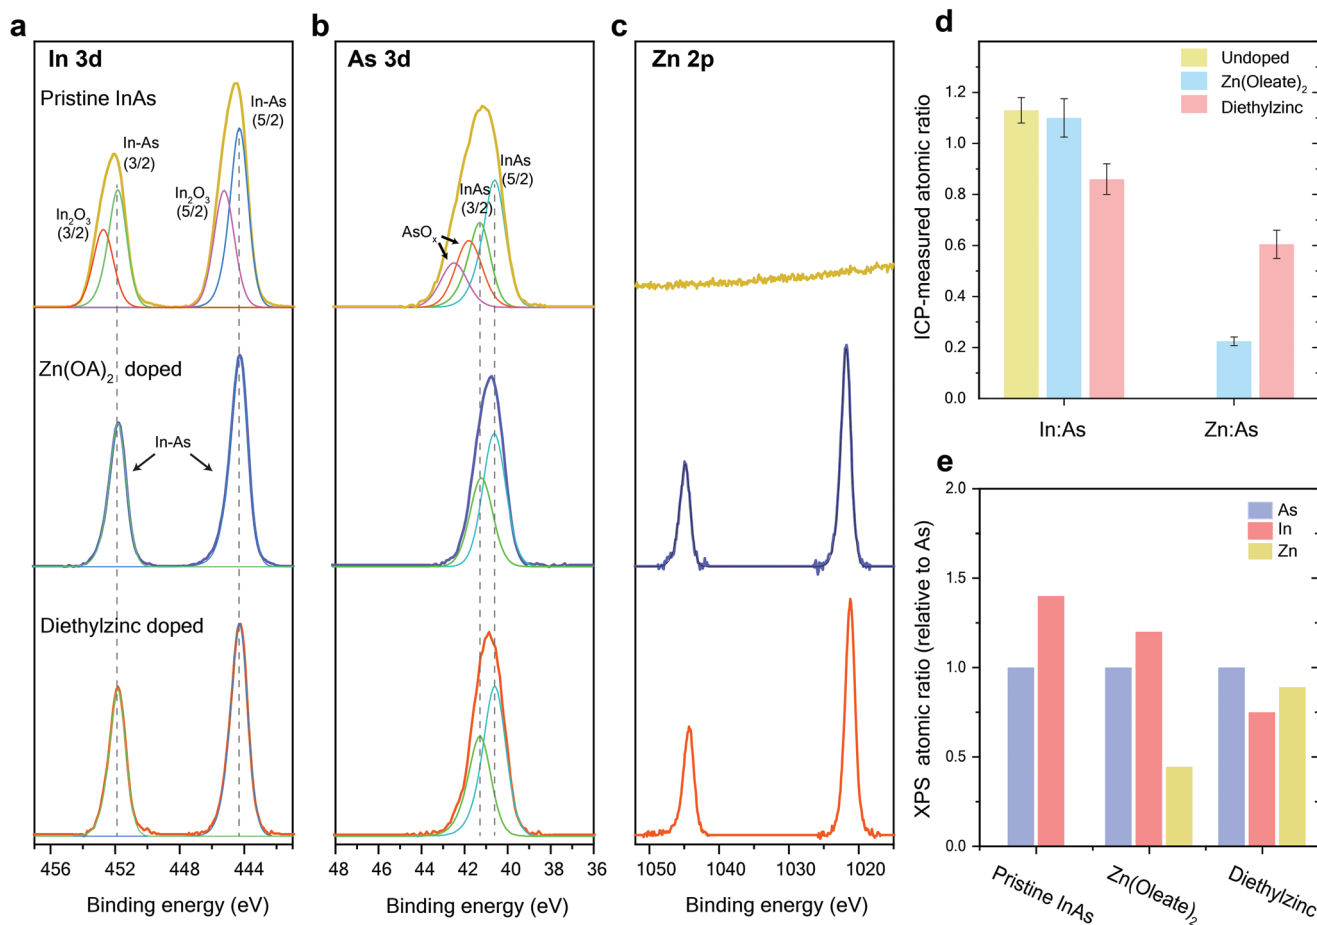 a
In 3d
Pristine InAs
In-As
(5/2)
In-As
(3/2)
In₂O₃
(5/2)
In₂O₃
(3/2)
Zn(OA)₂ doped
In-As
Diethylzinc doped
456
452
448
444
Binding energy (eV)
b
As 3d
InAs
(5/2)
InAs
(3/2)
AsOₓ
48
46
44
42
40
38
36
Binding energy (eV)
c
Zn 2p
1050
1040
1030
1020
Binding energy (eV)
d
ICP-measured atomic ratio
1.2
1.0
0.8
0.6
0.4
0.2
0.0
Undoped
Zn(Oleate)₂
Diethylzinc
In:As
Zn:As
e
XPS atomic ratio (relative to As)
2.0
1.5
1.0
0.5
0.0
As
In
Zn
Pristine InAs
Zn(Oleate)₂
Diethylzinc